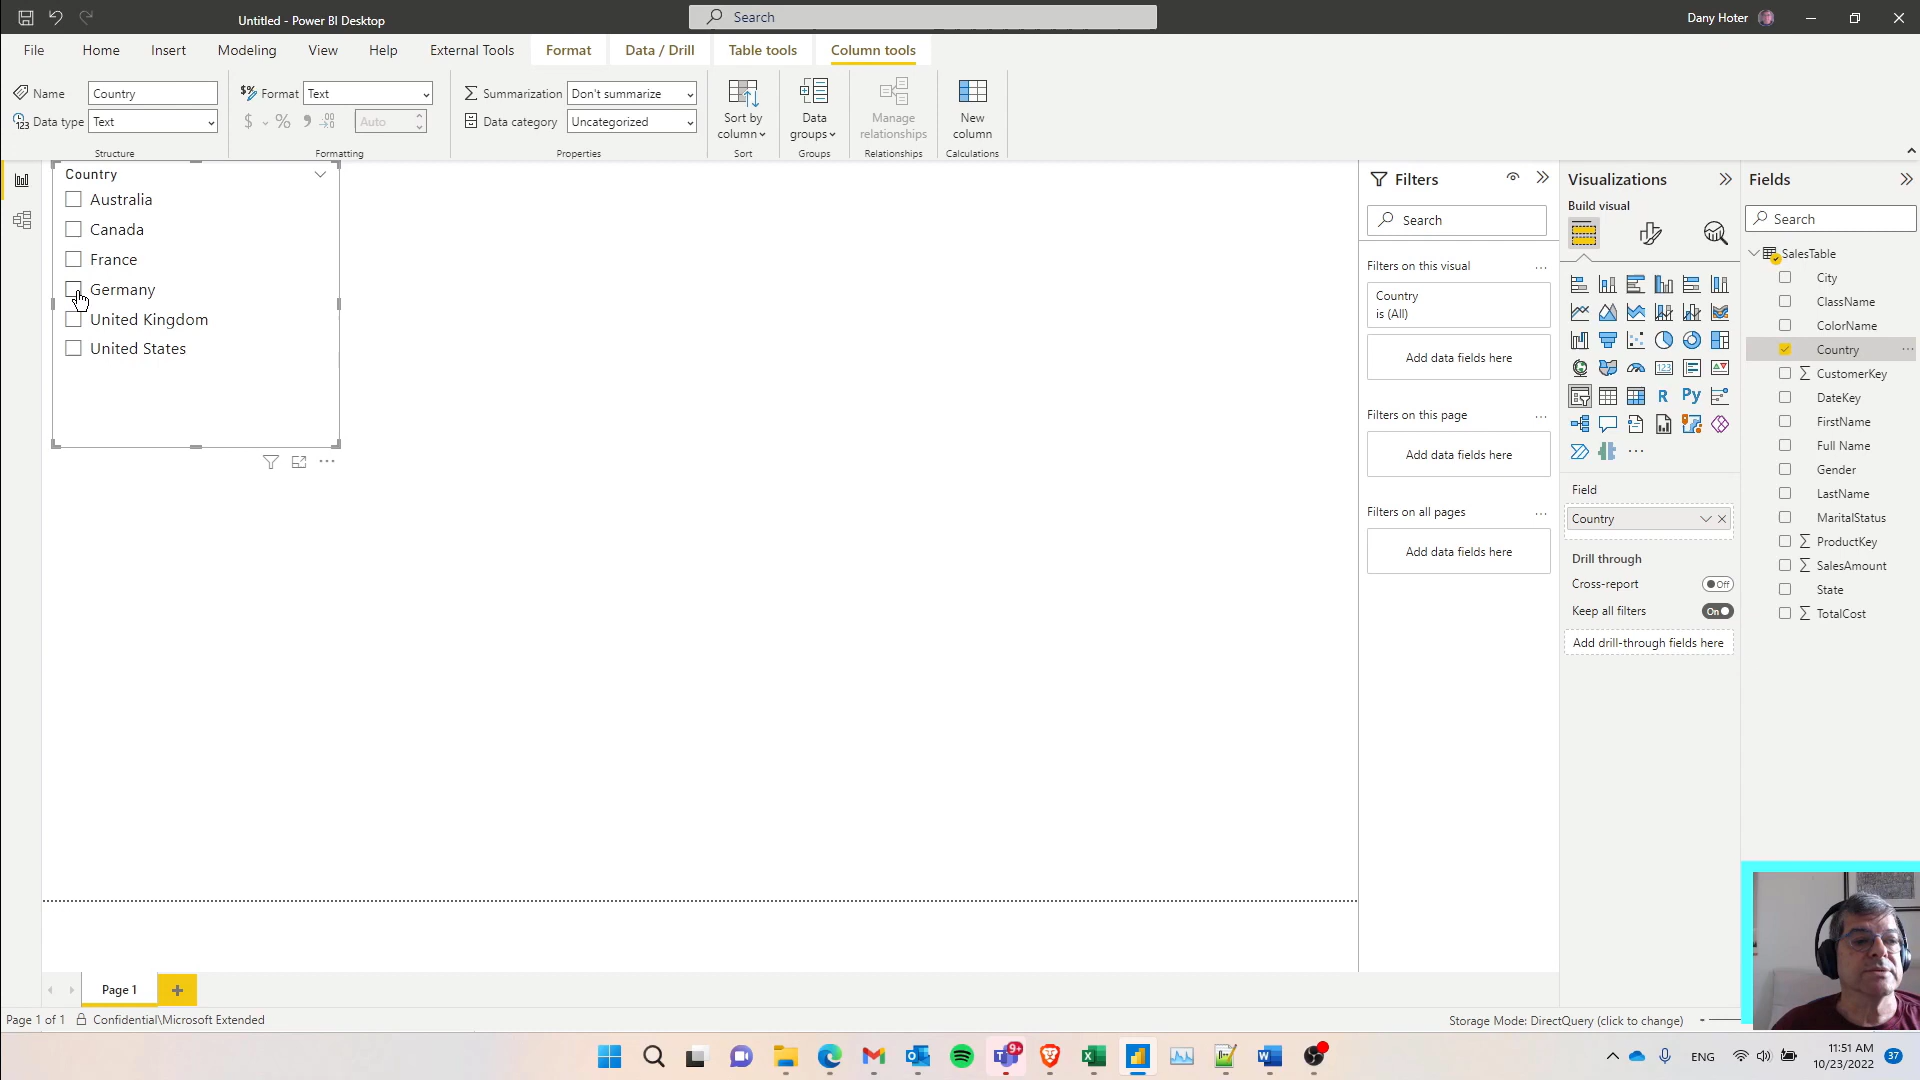 Untitled - Power BI Desktop
Search
Dany Hoter
File
Home
Insert
Modeling
View
Help
External Tools
Format
Data / Drill
Table tools
Column tools
Name
Country
Data type
Text
Structure
Format
Text
$ % 9 .00
Auto
Formatting
Summarization
Don't summarize
Data category
Uncategorized
Properties
Sort by
column
Sort
Data
groups
Groups
Manage
relationships
Relationships
New
column
Calculations
Country
Australia
Canada
France
Germany
United Kingdom
United States
Filters
Search
Filters on this visual
...
Country
is (All)
Add data fields here
Filters on this page
...
Add data fields here
Filters on all pages
...
Add data fields here
Visualizations
Build visual
123
R
Py
...
Field
Country
Drill through
Cross-report
Off
Keep all filters
On
Add drill-through fields here
Fields
Search
SalesTable
City
ClassName
ColorName
Country
...
CustomerKey
DateKey
FirstName
Full Name
Gender
LastName
MaritalStatus
ProductKey
SalesAmount
State
TotalCost
Page 1
+
Page 1 of 1
Confidential\Microsoft Extended
Storage Mode: DirectQuery (click to change)
-
9+
ENG
11:51 AM
10/23/2022
37